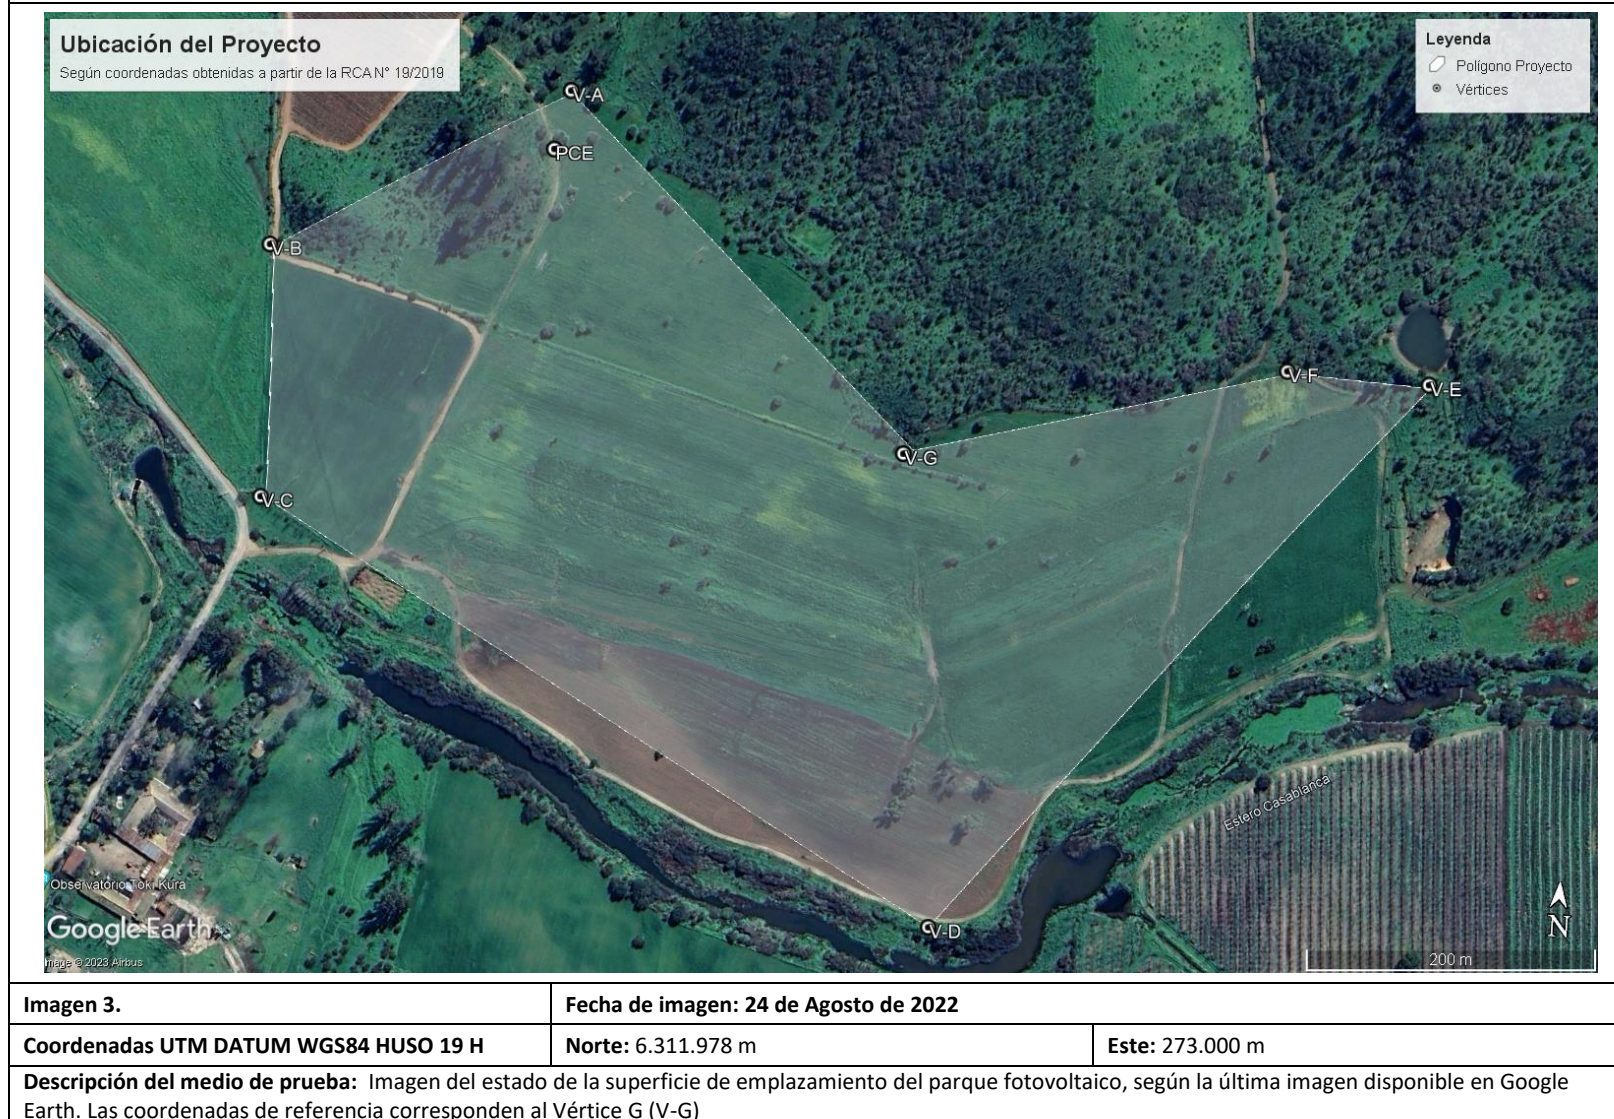 Ubicación del Proyecto
Según coordenadas obtenidas a partir de la RCA N° 19/2019
Leyenda
Polígono Proyecto
Vértices
V-A
PCE
V-B
V-F
V-E
V-G
V-C
Estero Casablanca
Observatorio Toki Kura
Google Earth
V-D
N
Image © 2023 Airbus
200 m
Imagen 3.
Fecha de imagen: 24 de Agosto de 2022
Coordenadas UTM DATUM WGS84 HUSO 19 H
Norte: 6.311.978 m
Este: 273.000 m
Descripción del medio de prueba: Imagen del estado de la superficie de emplazamiento del parque fotovoltaico, según la última imagen disponible en Google
Earth. Las coordenadas de referencia corresponden al Vértice G (V-G)